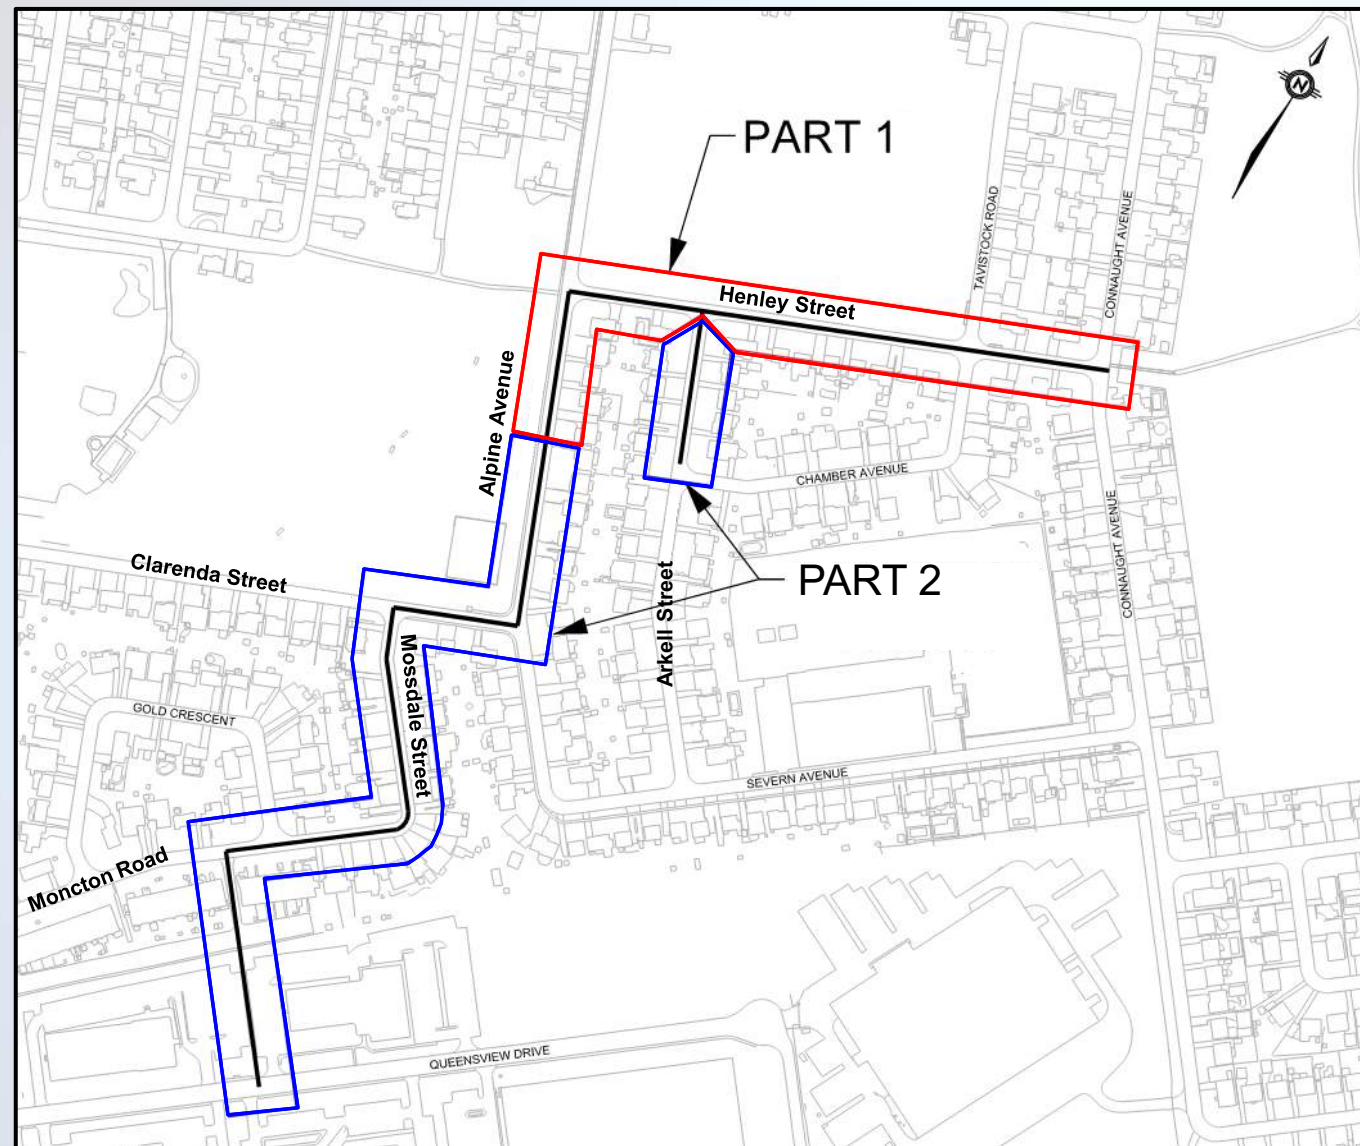 N
PART 1
TAVISTOCK ROAD
CONNAUGHT AVENUE
Henley Street
Alpine Avenue
CHAMBER AVENUE
CONNAUGHT AVENUE
Clarenda Street
PART 2
Arkell Street
Mossdale Street
GOLD CRESCENT
SEVERN AVENUE
Moncton Road
QUEENSVIEW DRIVE